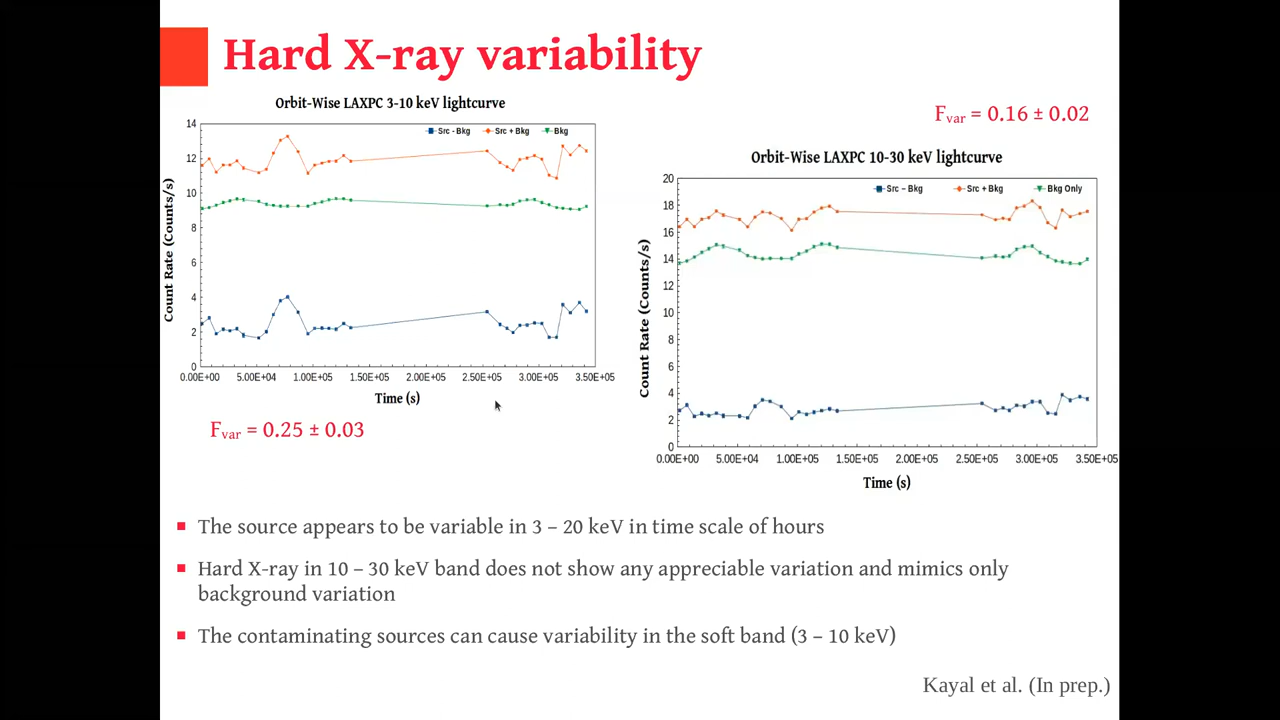 Hard X-ray variability
Orbit-Wise LAXPC 3-10 keV lightcurve
Src - Bkg Src + Bkg Bkg
Count Rate (Counts/s)
14
12
10
8
6
4
2
0
0.00E+00 5.00E+04 1.00E+05 1.50E+05 2.00E+05 2.50E+05 3.00E+05 3.50E+05
Time (s)
Fvar = 0.25 ± 0.03
Fvar = 0.16 ± 0.02
Orbit-Wise LAXPC 10-30 keV lightcurve
Src – Bkg Src + Bkg Bkg Only
Count Rate (Counts/s)
20
18
16
14
12
10
8
6
4
2
0
0.00E+00 5.00E+04 1.00E+05 1.50E+05 2.00E+05 2.50E+05 3.00E+05 3.50E+05
Time (s)
The source appears to be variable in 3 – 20 keV in time scale of hours
Hard X-ray in 10 – 30 keV band does not show any appreciable variation and mimics only
background variation
The contaminating sources can cause variability in the soft band (3 – 10 keV)
Kayal et al. (In prep.)